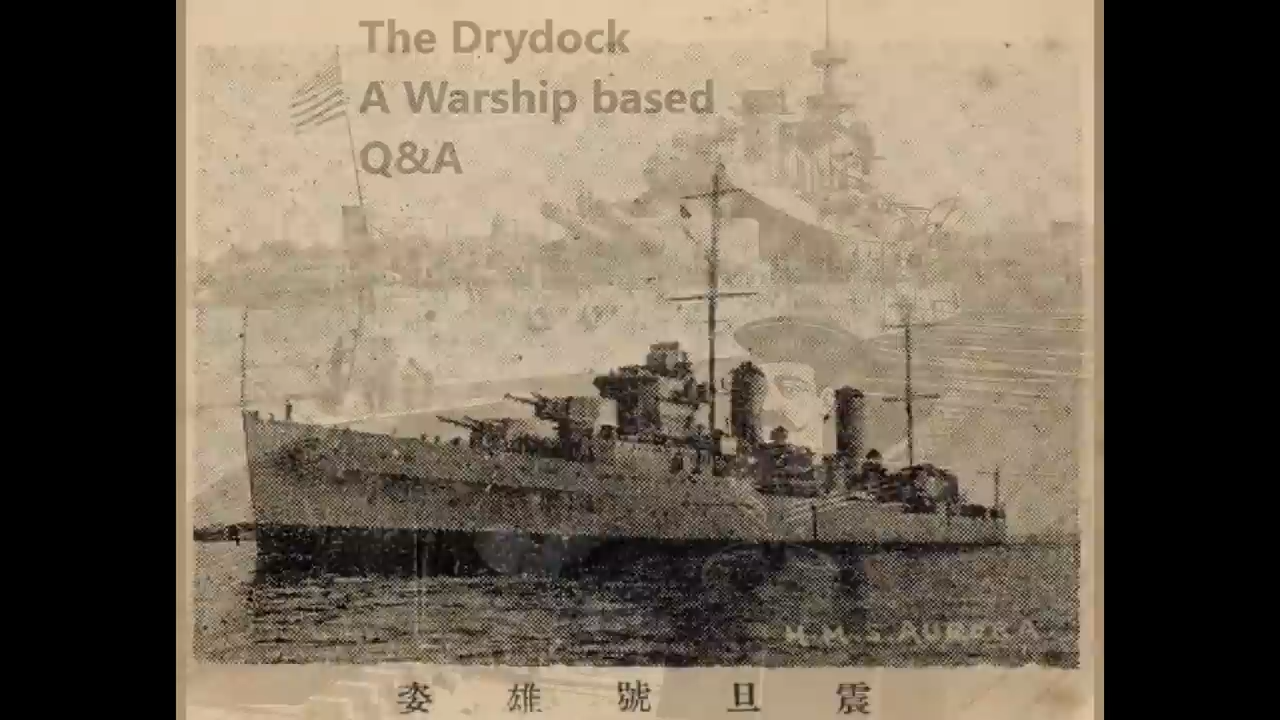 The Drydock
A Warship based
Q&A
H.M.S AURORA
震旦號雄姿